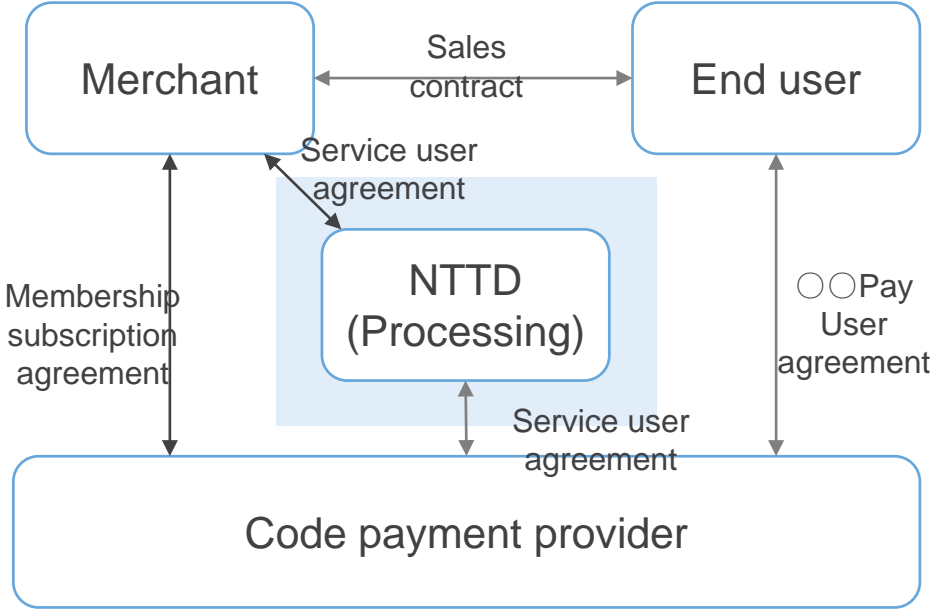 Merchant
Sales
contract
End user
Service user
agreement
NTTD
(Processing)
Membership
subscription
agreement
○○Pay
User
agreement
Service user
agreement
Code payment provider